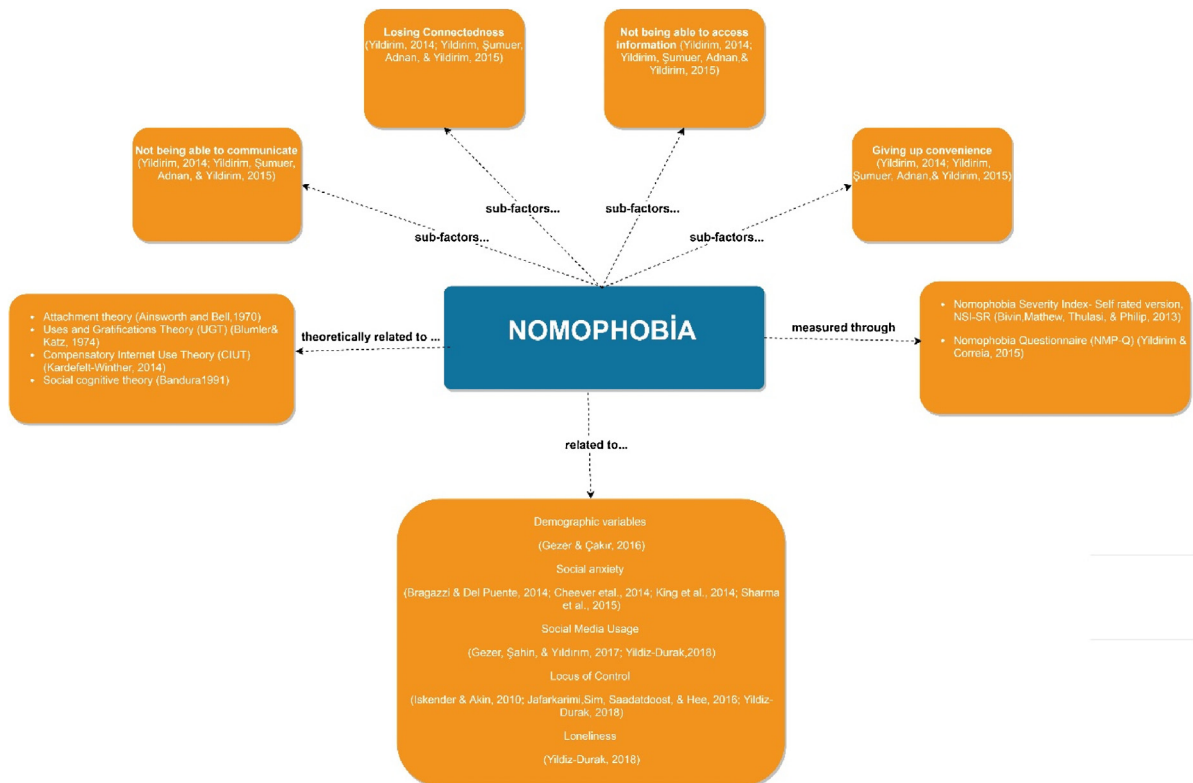 Losing Connectedness
(Yildirim, 2014; Yildirim, Şumuer,
Adnan, & Yildirim, 2015)
Not being able to access
information (Yildirim, 2014;
Yildirim, Şumuer, Adnan,&
Yildirim, 2015)
Not being able to communicate
(Yildirim, 2014; Yildirim, Şumuer,
Adnan, & Yildirim, 2015)
Giving up convenience
(Yildirim, 2014; Yildirim,
Şumuer, Adnan,& Yildirim, 2015)
sub-factors...
sub-factors...
sub-factors...
sub-factors...
• Attachment theory (Ainsworth and Bell,1970)
• Uses and Gratifications Theory (UGT) (Blumler&
Katz, 1974)
• Compensatory Internet Use Theory (CIUT)
(Kardefelt-Winther, 2014)
• Social cognitive theory (Bandura1991)
theoretically related to ...
NOMOPHOBİA
measured through
• Nomophobia Severity Index- Self rated version,
NSI-SR (Bivin,Mathew, Thulasi, & Philip, 2013)
• Nomophobia Questionnaire (NMP-Q) (Yildirim &
Correia, 2015)
related to...
Demographic variables
(Gezer & Çakır, 2016)
Social anxiety
(Bragazzi & Del Puente, 2014; Cheever etal., 2014; King et al., 2014; Sharma
et al., 2015)
Social Media Usage
(Gezer, Şahin, & Yıldırım, 2017; Yildiz-Durak,2018)
Locus of Control
(Iskender & Akin, 2010; Jafarkarimi,Sim, Saadatdoost, & Hee, 2016; Yildiz-
Durak, 2018)
Loneliness
(Yildiz-Durak, 2018)